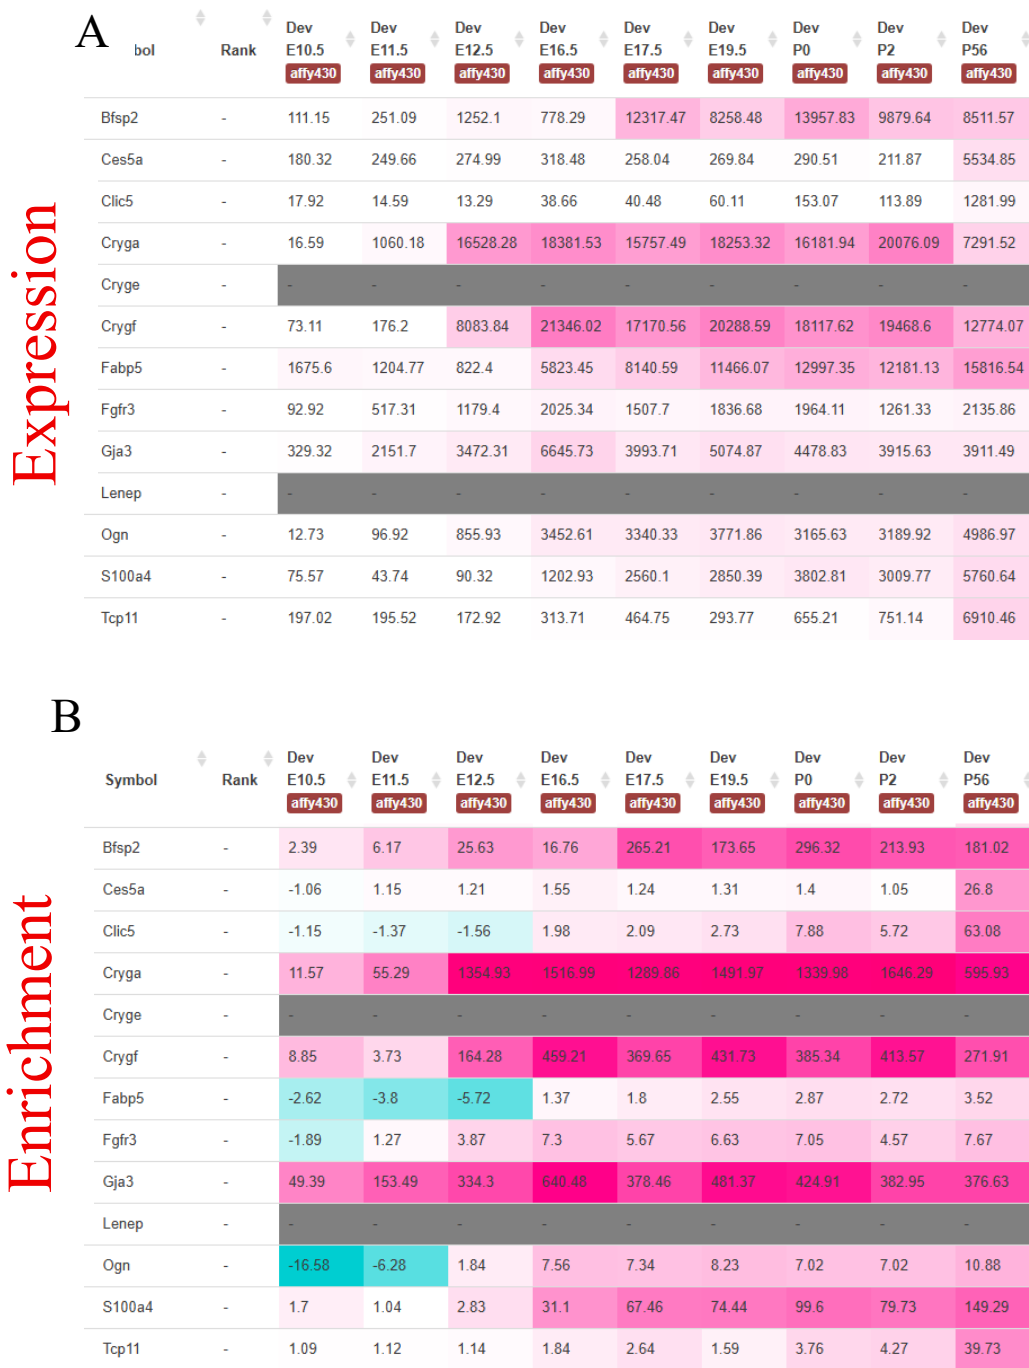 A
bol Rank Dev E10.5 affy430 Dev E11.5 affy430 Dev E12.5 affy430 Dev E16.5 affy430 Dev E17.5 affy430 Dev E19.5 affy430 Dev P0 affy430 Dev P2 affy430 Dev P56 affy430
Expression
Bfsp2 - 111.15 251.09 1252.1 778.29 12317.47 8258.48 13957.83 9879.64 8511.57
Ces5a - 180.32 249.66 274.99 318.48 258.04 269.84 290.51 211.87 5534.85
Clic5 - 17.92 14.59 13.29 38.66 40.48 60.11 153.07 113.89 1281.99
Cryga - 16.59 1060.18 16528.28 18381.53 15757.49 18253.32 16181.94 20076.09 7291.52
Cryge - - - - - - - - - -
Crygf - 73.11 176.2 8083.84 21346.02 17170.56 20288.59 18117.62 19468.6 12774.07
Fabp5 - 1675.6 1204.77 822.4 5823.45 8140.59 11466.07 12997.35 12181.13 15816.54
Fgfr3 - 92.92 517.31 1179.4 2025.34 1507.7 1836.68 1964.11 1261.33 2135.86
Gja3 - 329.32 2151.7 3472.31 6645.73 3993.71 5074.87 4478.83 3915.63 3911.49
Lenep - - - - - - - - - -
Ogn - 12.73 96.92 855.93 3452.61 3340.33 3771.86 3165.63 3189.92 4986.97
S100a4 - 75.57 43.74 90.32 1202.93 2560.1 2850.39 3802.81 3009.77 5760.64
Tcp11 - 197.02 195.52 172.92 313.71 464.75 293.77 655.21 751.14 6910.46
B
Symbol Rank Dev E10.5 affy430 Dev E11.5 affy430 Dev E12.5 affy430 Dev E16.5 affy430 Dev E17.5 affy430 Dev E19.5 affy430 Dev P0 affy430 Dev P2 affy430 Dev P56 affy430
Enrichment
Bfsp2 - 2.39 6.17 25.63 16.76 265.21 173.65 296.32 213.93 181.02
Ces5a - -1.06 1.15 1.21 1.55 1.24 1.31 1.4 1.05 26.8
Clic5 - -1.15 -1.37 -1.56 1.98 2.09 2.73 7.88 5.72 63.08
Cryga - 11.57 55.29 1354.93 1516.99 1289.86 1491.97 1339.98 1646.29 595.93
Cryge - - - - - - - - - -
Crygf - 8.85 3.73 164.28 459.21 369.65 431.73 385.34 413.57 271.91
Fabp5 - -2.62 -3.8 -5.72 1.37 1.8 2.55 2.87 2.72 3.52
Fgfr3 - -1.89 1.27 3.87 7.3 5.67 6.63 7.05 4.57 7.67
Gja3 - 49.39 153.49 334.3 640.48 378.46 481.37 424.91 382.95 376.63
Lenep - - - - - - - - - -
Ogn - -16.58 -6.28 1.84 7.56 7.34 8.23 7.02 7.02 10.88
S100a4 - 1.7 1.04 2.83 31.1 67.46 74.44 99.6 79.73 149.29
Tcp11 - 1.09 1.12 1.14 1.84 2.64 1.59 3.76 4.27 39.73